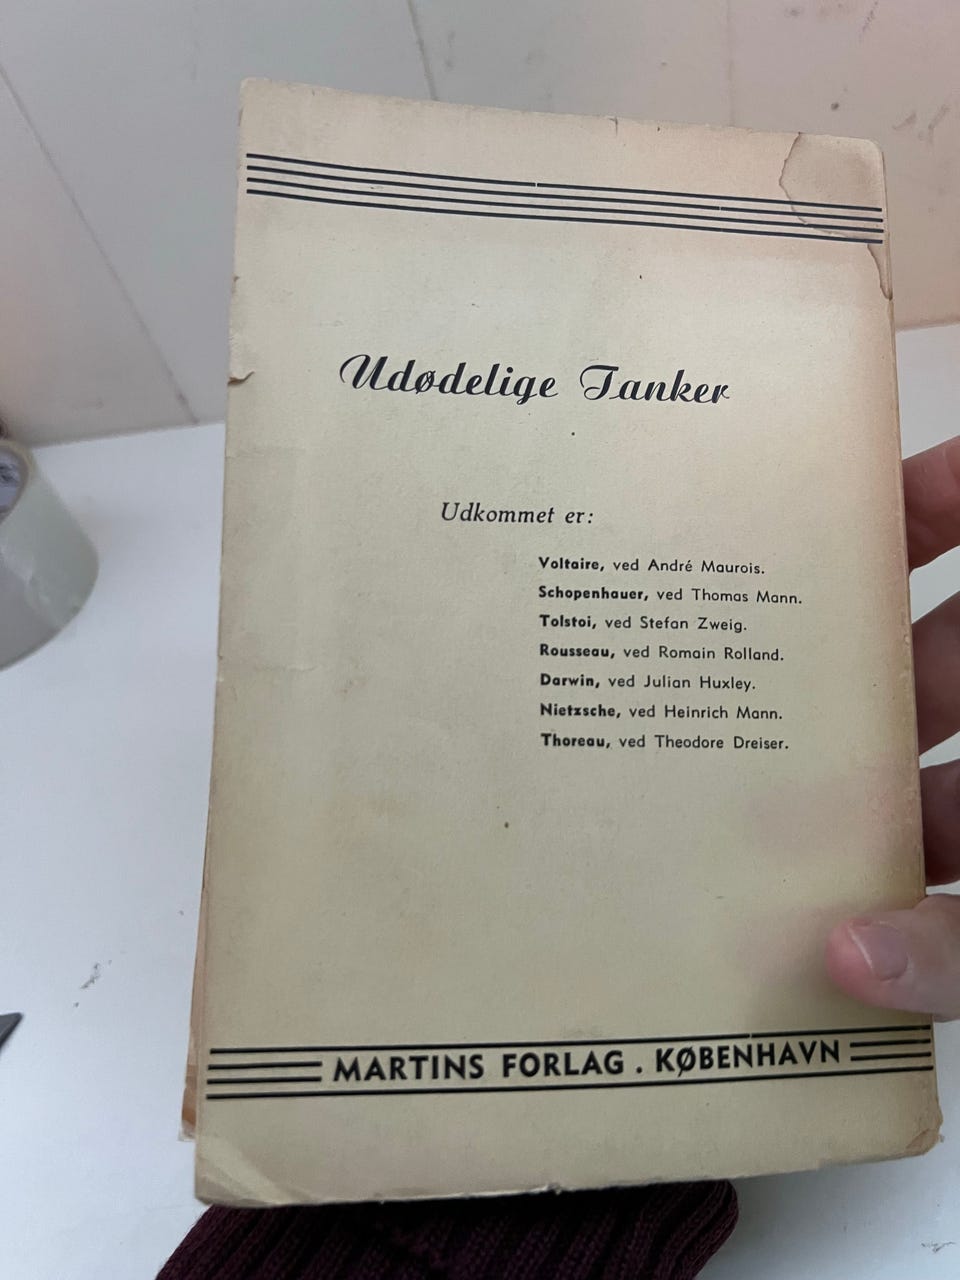 Udødelige Tanker
Udkommet er:
Voltaire, ved André Maurois.
Schopenhauer, ved Thomas Mann.
Tolstoi, ved Stefan Zweig.
Rousseau, ved Romain Rolland.
Darwin, ved Julian Huxley.
Nietzsche, ved Heinrich Mann.
Thoreau, ved Theodore Dreiser.
MARTINS FORLAG . KØBENHAVN